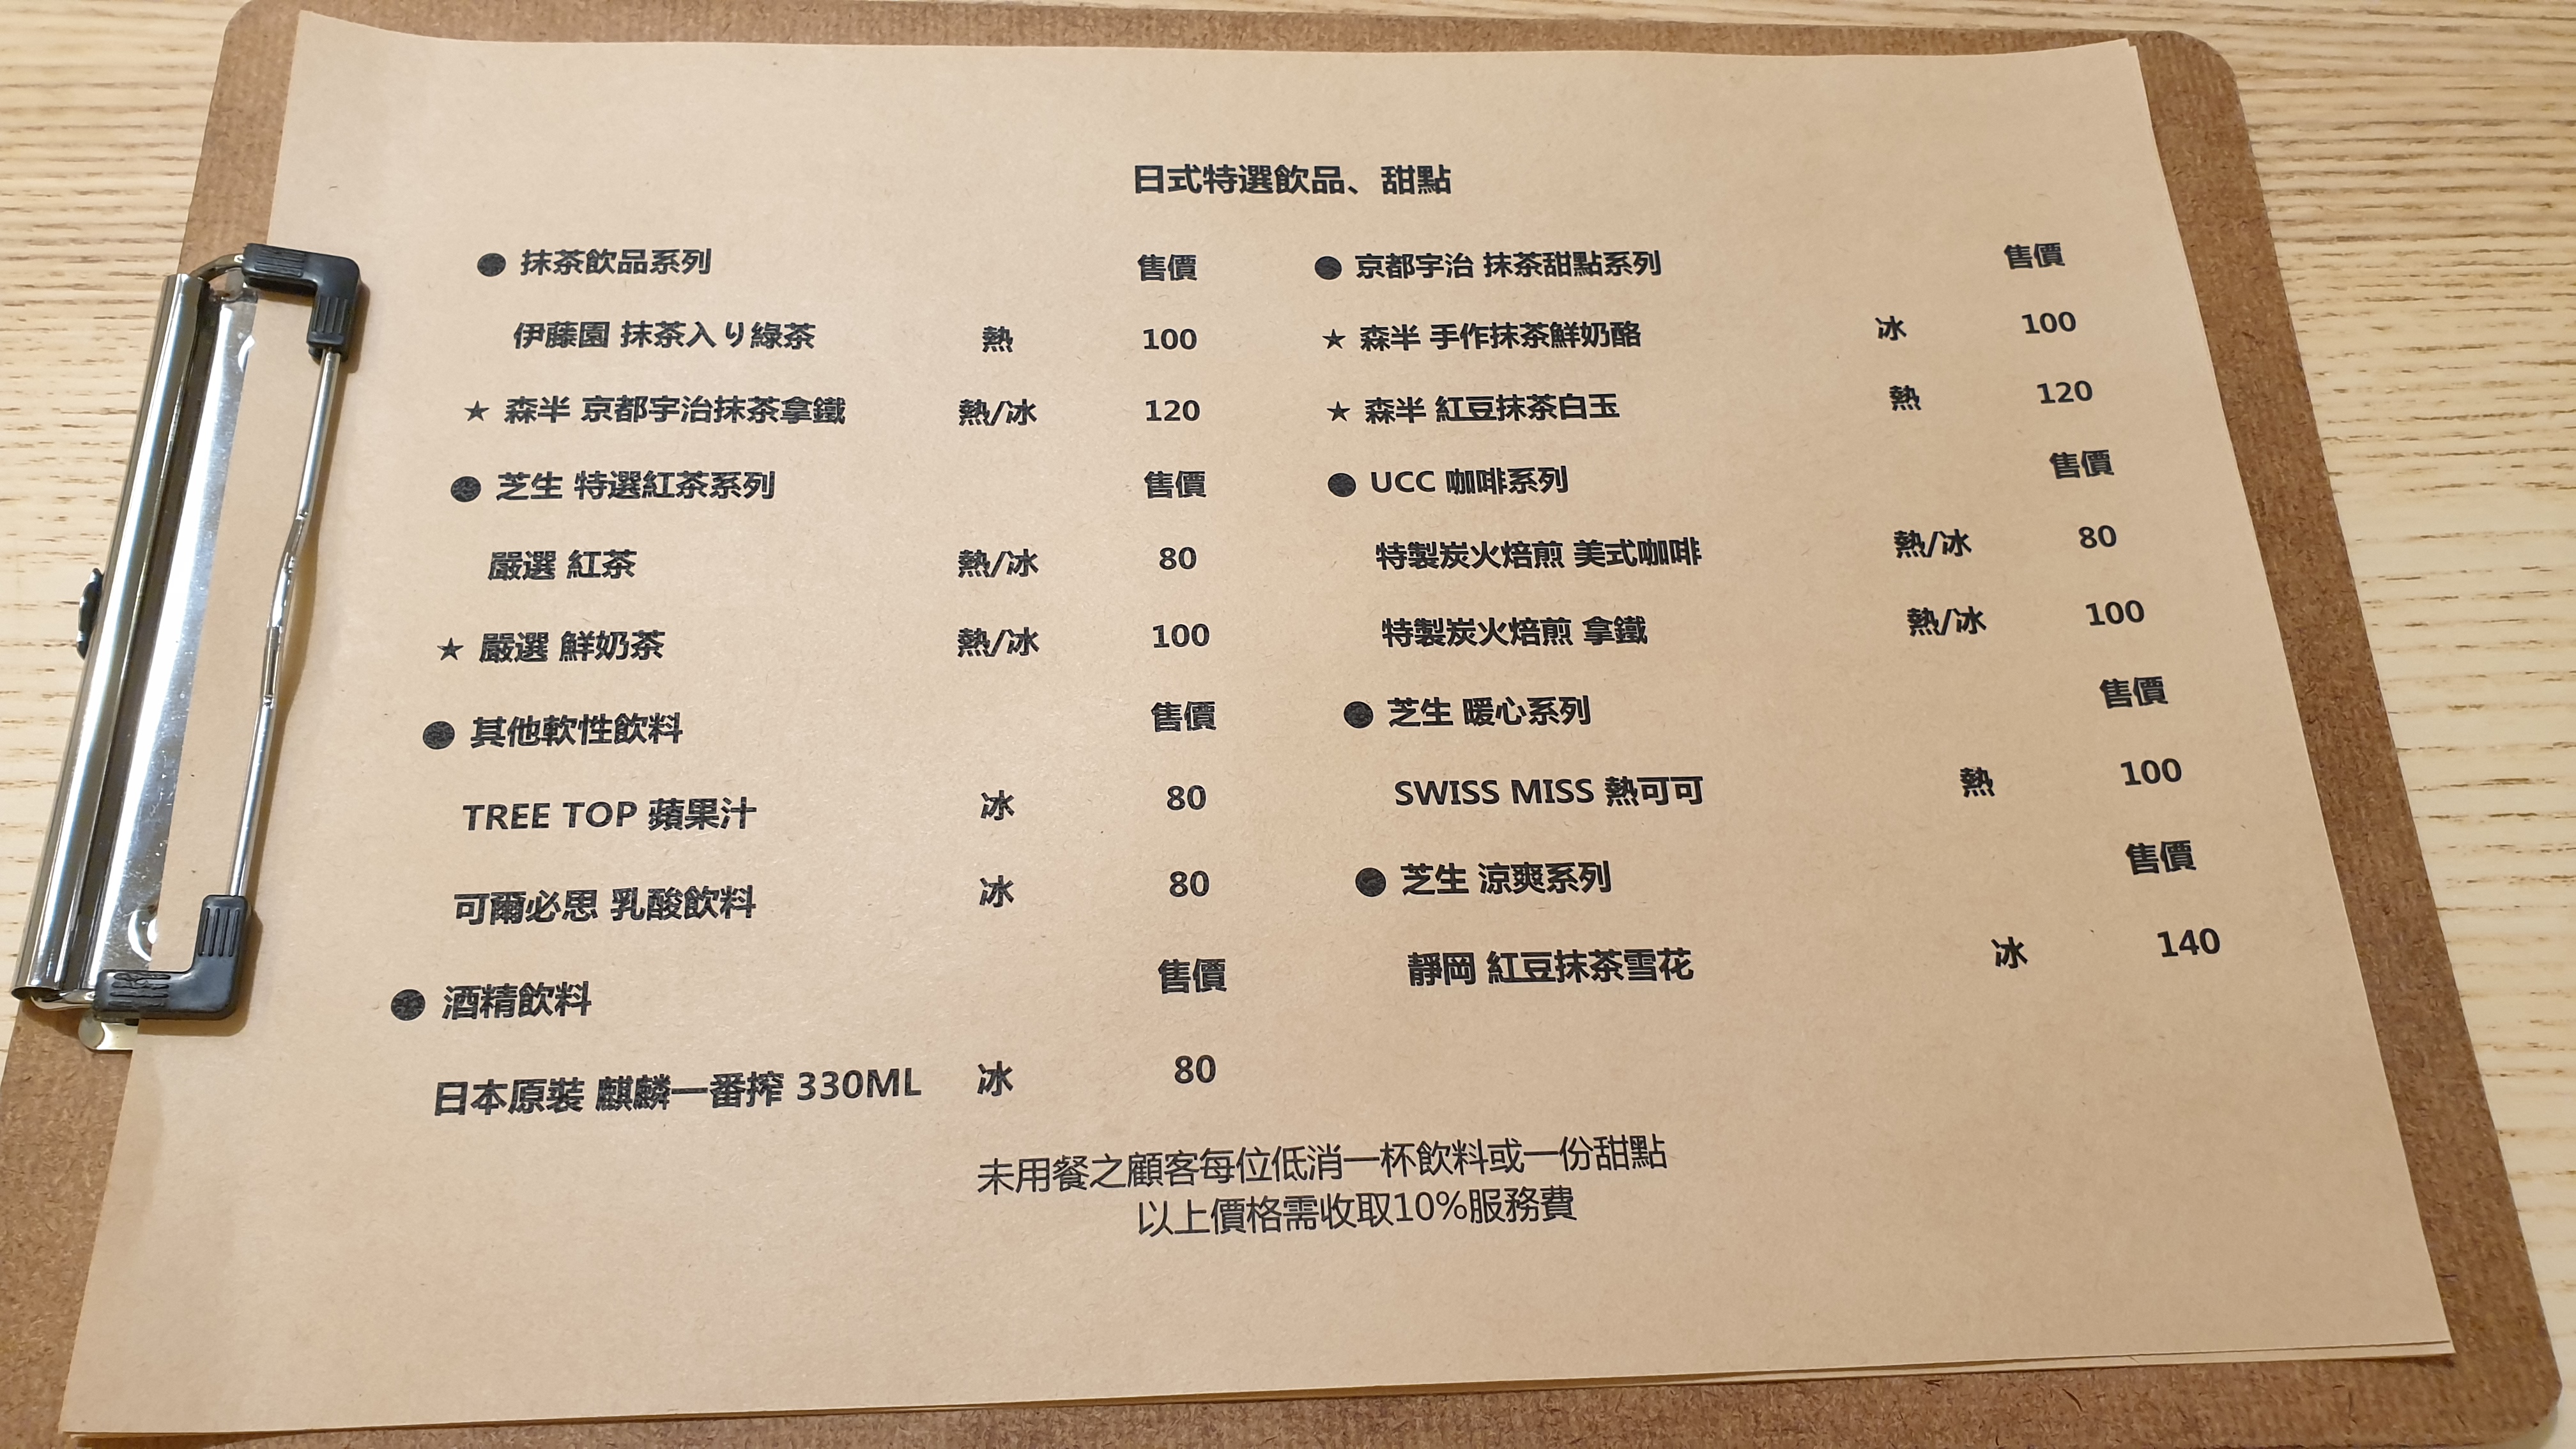 日式特選飲品、甜點
● 抹茶飲品系列 售價
伊藤園 抹茶入り綠茶 熱 100
★ 森半 京都宇治抹茶拿鐵 熱/冰 120
● 芝生 特選紅茶系列 售價
嚴選 紅茶 熱/冰 80
★ 嚴選 鮮奶茶 熱/冰 100
● 其他軟性飲料 售價
TREE TOP 蘋果汁 冰 80
可爾必思 乳酸飲料 冰 80
● 酒精飲料 售價
日本原裝 麒麟一番搾 330ML 冰 80
● 京都宇治 抹茶甜點系列 售價
★ 森半 手作抹茶鮮奶酪 冰 100
★ 森半 紅豆抹茶白玉 熱 120
● UCC 咖啡系列 售價
特製炭火焙煎 美式咖啡 熱/冰 80
特製炭火焙煎 拿鐵 熱/冰 100
● 芝生 暖心系列 售價
SWISS MISS 熱可可 熱 100
● 芝生 涼爽系列 售價
靜岡 紅豆抹茶雪花 冰 140
未用餐之顧客每位低消一杯飲料或一份甜點
以上價格需收取10%服務費